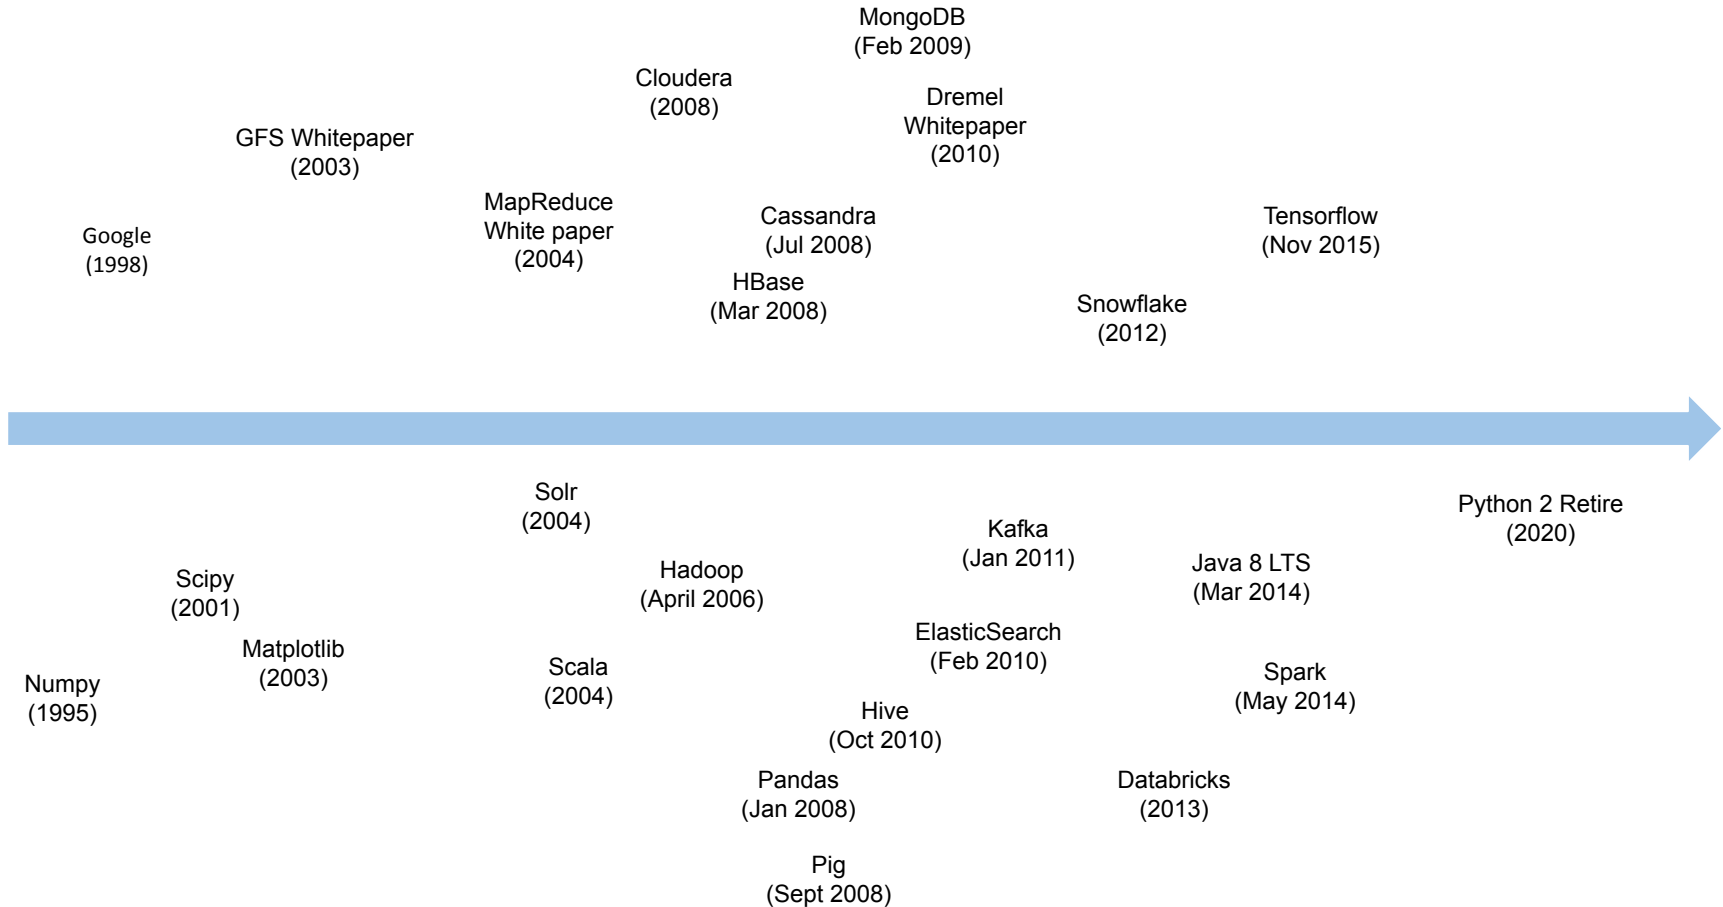 MongoDB
(Feb 2009)
Cloudera
(2008)
Dremel
Whitepaper
(2010)
GFS Whitepaper
(2003)
MapReduce
White paper
(2004)
Cassandra
(Jul 2008)
Tensorflow
(Nov 2015)
Google
(1998)
HBase
(Mar 2008)
Snowflake
(2012)
Solr
(2004)
Python 2 Retire
(2020)
Kafka
(Jan 2011)
Java 8 LTS
(Mar 2014)
Hadoop
(April 2006)
Scipy
(2001)
ElasticSearch
(Feb 2010)
Matplotlib
(2003)
Scala
(2004)
Spark
(May 2014)
Numpy
(1995)
Hive
(Oct 2010)
Pandas
(Jan 2008)
Databricks
(2013)
Pig
(Sept 2008)